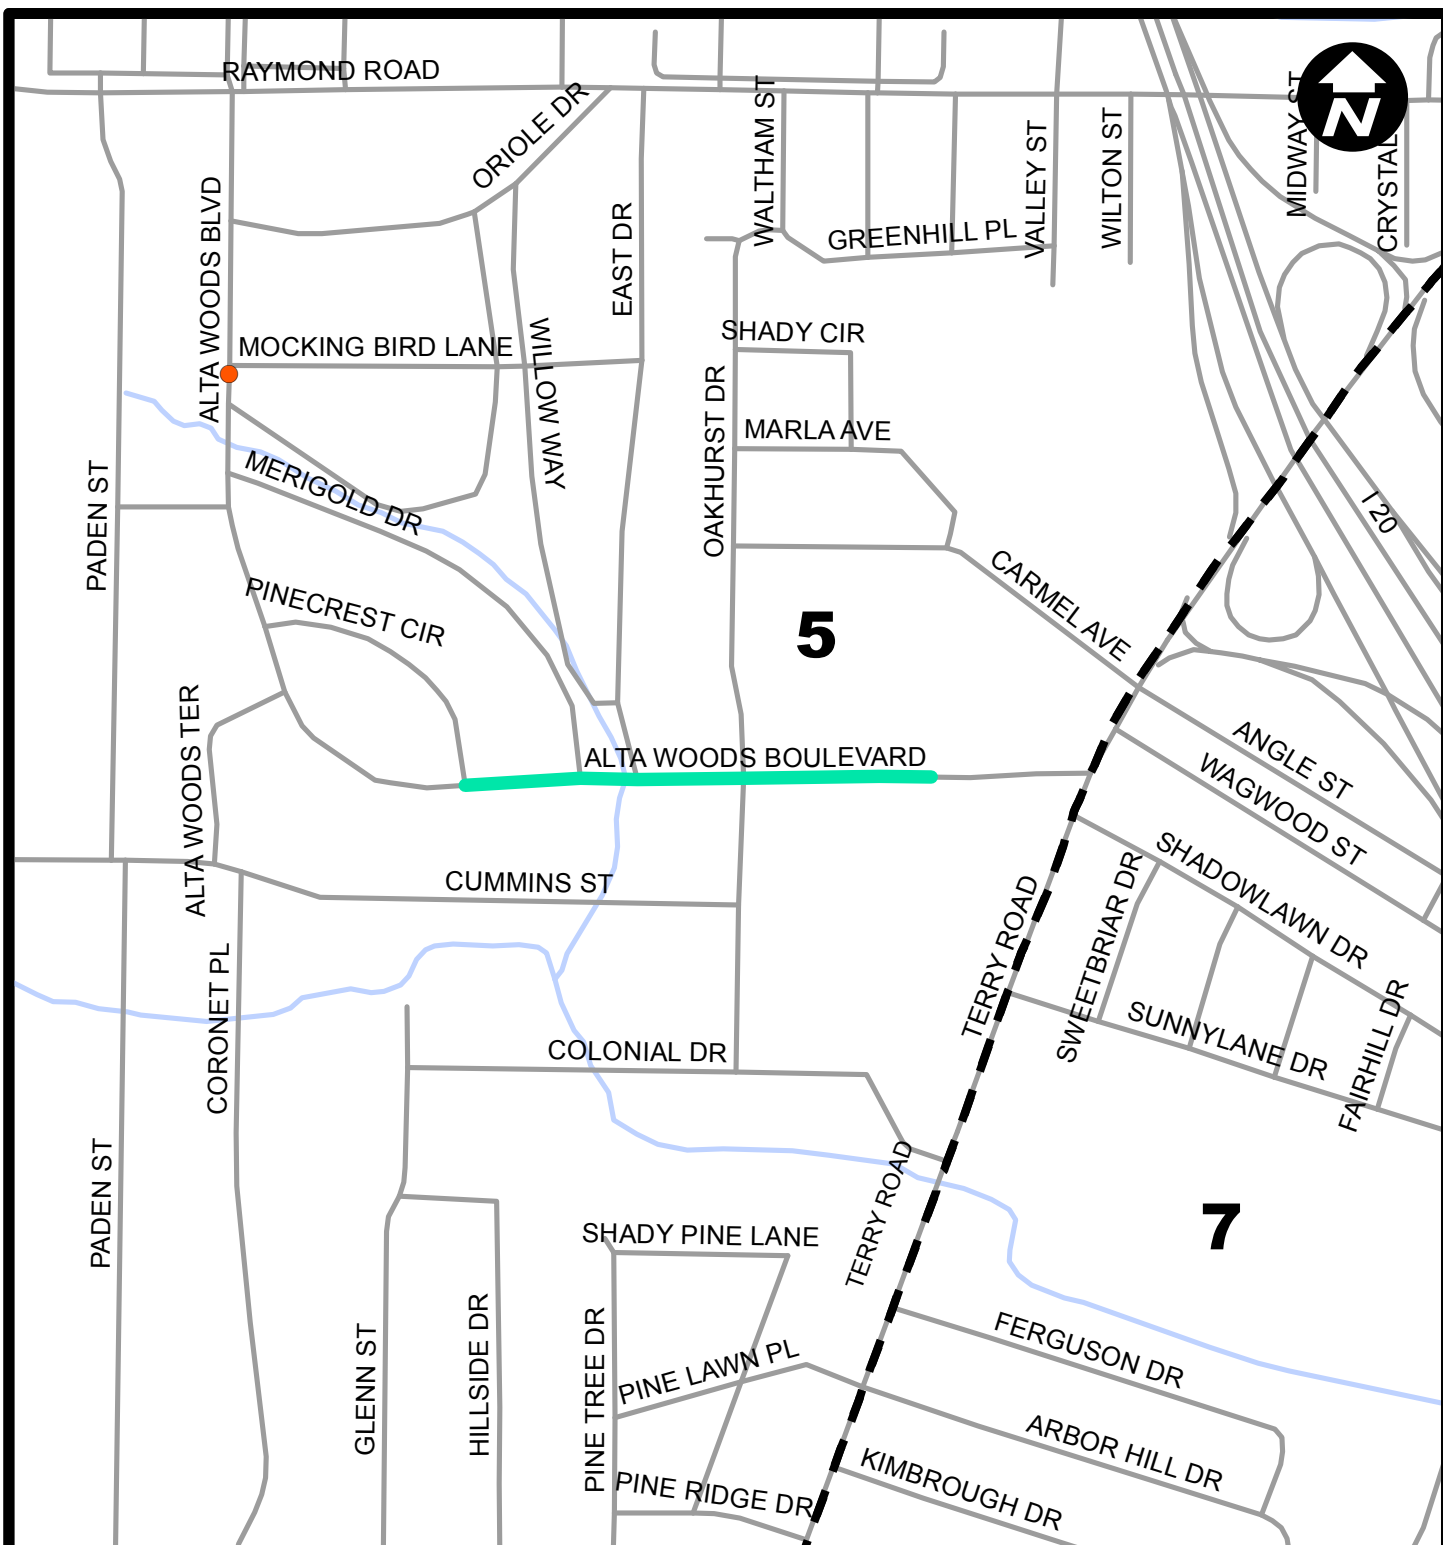 RAYMOND ROAD
ORIOLE DR
WALTHAM ST
VALLEY ST
WILTON ST
MIDWAY ST
CRYSTAL
N
ALTA WOODS BLVD
EAST DR
GREENHILL PL
MOCKING BIRD LANE
WILLOW WAY
SHADY CIR
OAKHURST DR
MARLA AVE
PADEN ST
MERIGOLD DR
I 20
PINECREST CIR
5
CARMEL AVE
ALTA WOODS TER
ALTA WOODS BOULEVARD
ANGLE ST
WAGWOOD ST
SHADOWLAWN DR
CUMMINS ST
TERRY ROAD
SWEETBRIAR DR
CORONET PL
SUNNYLANE DR
FAIRHILL DR
COLONIAL DR
PADEN ST
TERRY ROAD
7
SHADY PINE LANE
GLENN ST
HILLSIDE DR
PINE TREE DR
PINE LAWN PL
FERGUSON DR
ARBOR HILL DR
KIMBROUGH DR
PINE RIDGE DR